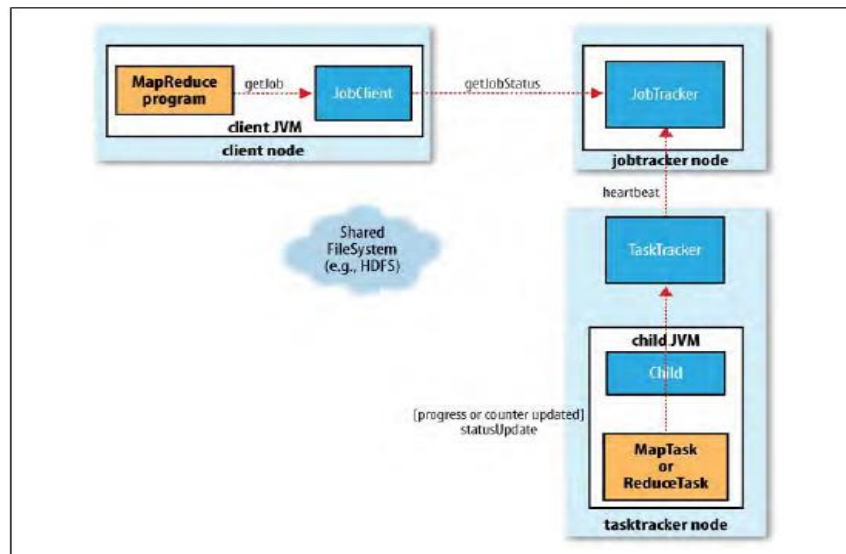 MapReduce
program
getJob
JobClient
client JVM
client node
getJobStatus
JobTracker
jobtracker node
heartbeat
Shared
FileSystem
(e.g., HDFS)
TaskTracker
child JVM
Child
[progress or counter updated]
statusUpdate
MapTask
or
ReduceTask
tasktracker node